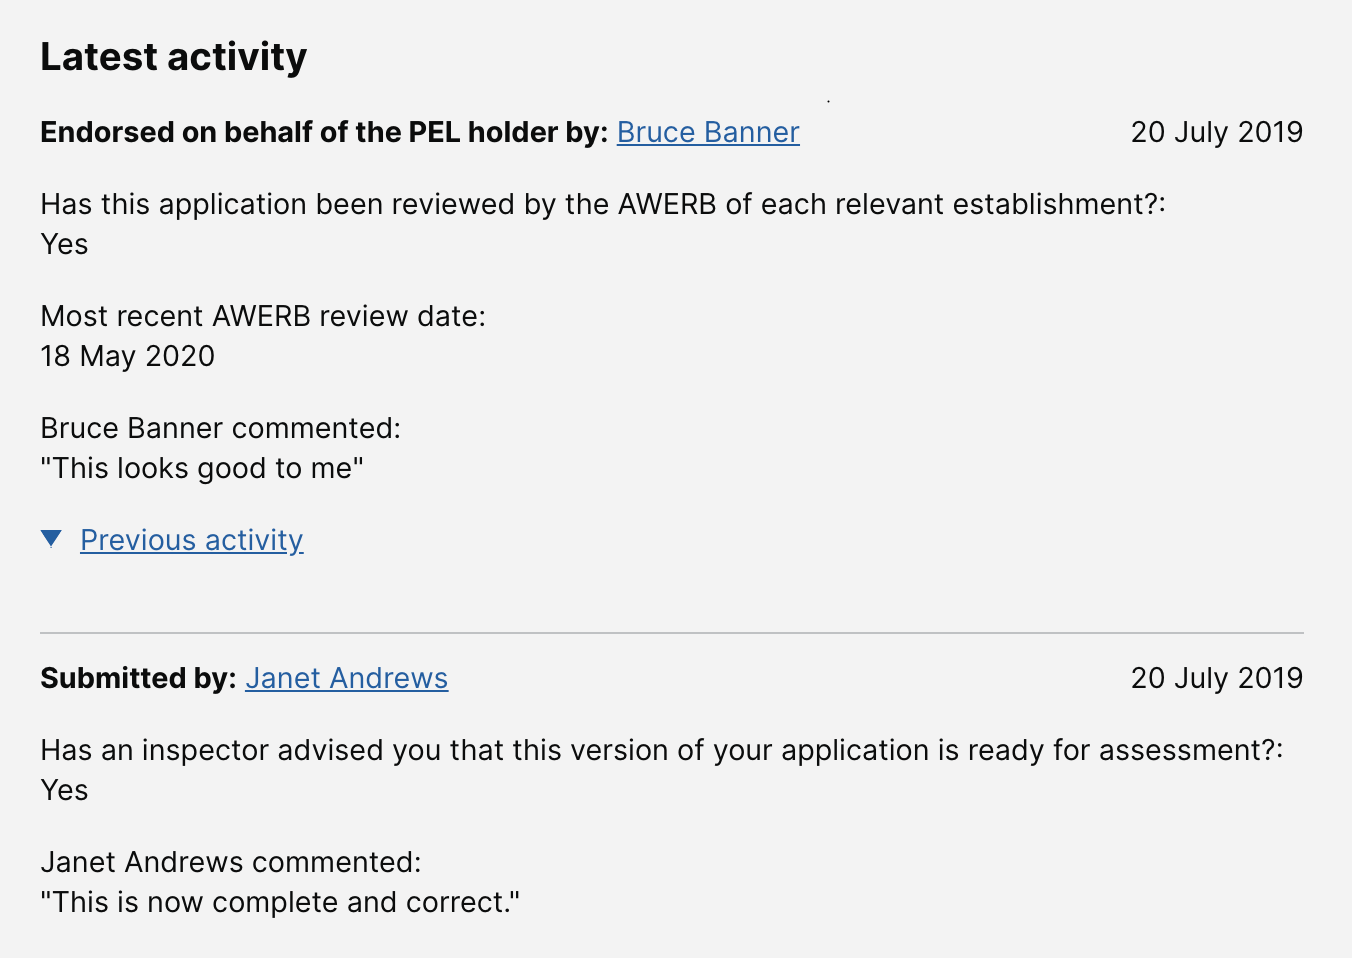 Latest activity
Endorsed on behalf of the PEL holder by: Bruce Banner 20 July 2019
Has this application been reviewed by the AWERB of each relevant establishment?:
Yes
Most recent AWERB review date:
18 May 2020
Bruce Banner commented:
"This looks good to me"
Previous activity
Submitted by: Janet Andrews 20 July 2019
Has an inspector advised you that this version of your application is ready for assessment?:
Yes
Janet Andrews commented:
"This is now complete and correct."